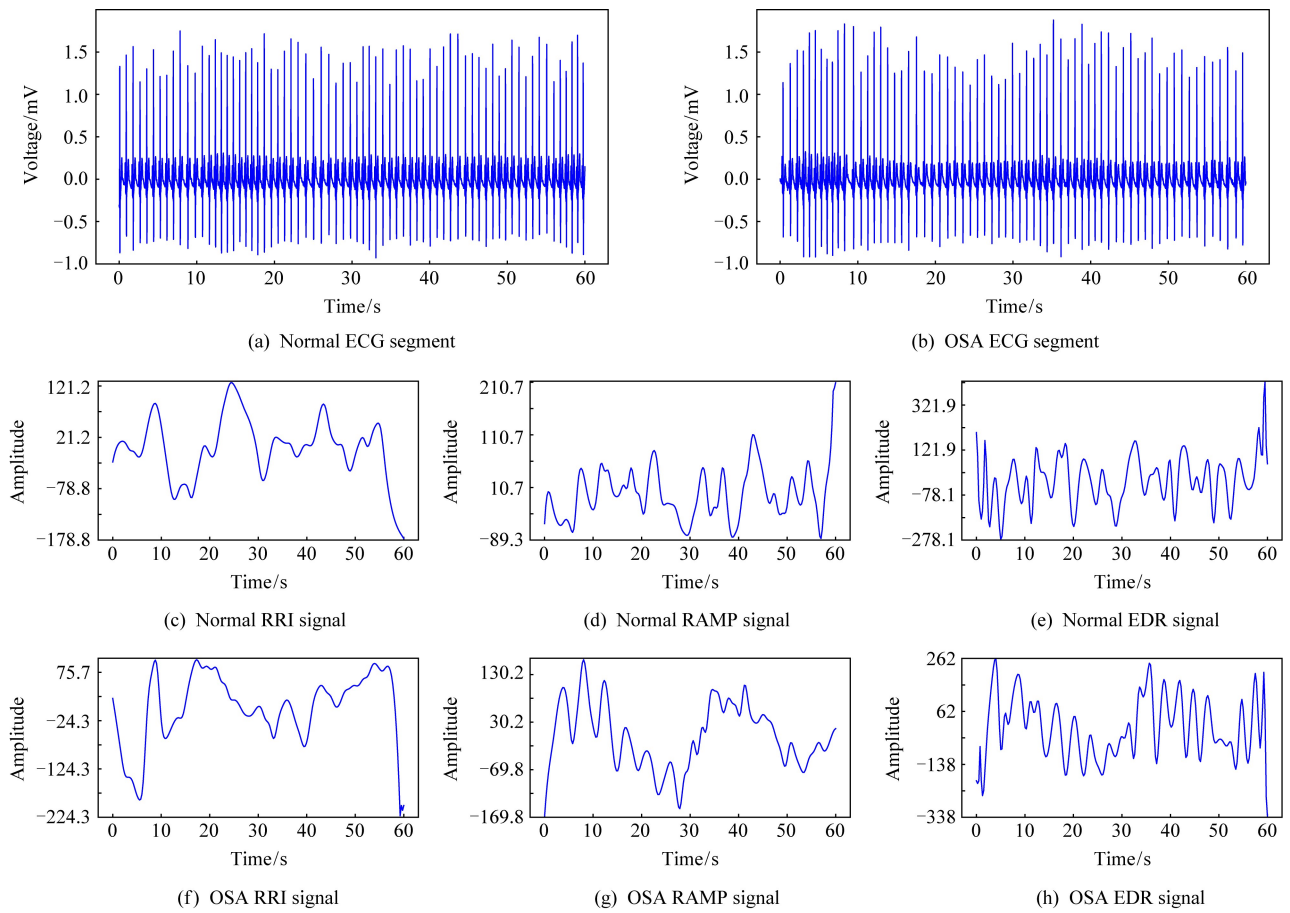 1.5
1.0
0.5
0.0
−0.5
−1.0
Voltage/mV
0 10 20 30 40 50 60
Time/s
(a) Normal ECG segment
1.5
1.0
0.5
0.0
−0.5
−1.0
Voltage/mV
0 10 20 30 40 50 60
Time/s
(b) OSA ECG segment
121.2
21.2
−78.8
−178.8
Amplitude
0 10 20 30 40 50 60
Time/s
(c) Normal RRI signal
210.7
110.7
10.7
−89.3
Amplitude
0 10 20 30 40 50 60
Time/s
(d) Normal RAMP signal
321.9
121.9
−78.1
−278.1
Amplitude
0 10 20 30 40 50 60
Time/s
(e) Normal EDR signal
75.7
−24.3
−124.3
−224.3
Amplitude
0 10 20 30 40 50 60
Time/s
(f) OSA RRI signal
130.2
30.2
−69.8
−169.8
Amplitude
0 10 20 30 40 50 60
Time/s
(g) OSA RAMP signal
262
62
−138
−338
Amplitude
0 10 20 30 40 50 60
Time/s
(h) OSA EDR signal